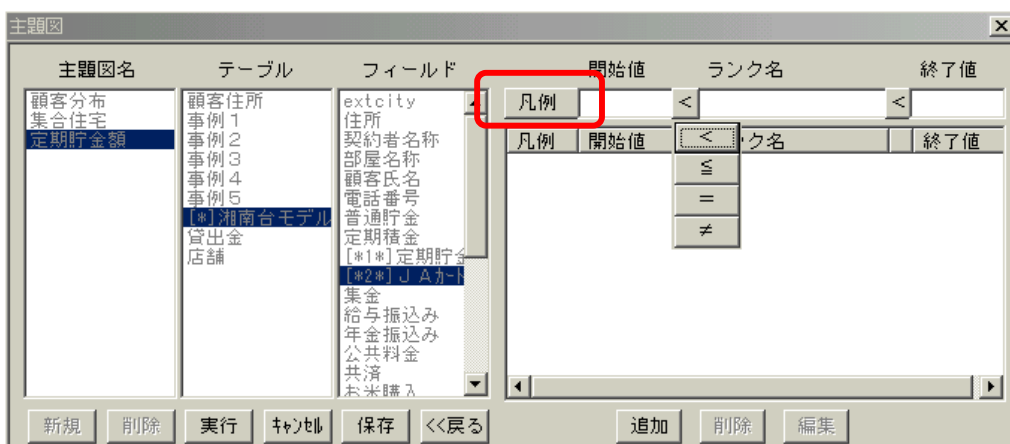 主題図
主題図名 テーブル フィールド 開始値 ランク名 終了値
顧客分布
集合住宅
定期貯金額
顧客住所
事例1
事例2
事例3
事例4
事例5
[*]湘南台モデル
貸出金
店舗
extcity
住所
契約者名称
部屋名称
顧客氏名
電話番号
普通貯金
定期積金
[*1*]定期貯金
[*2*]JAカード
集金
給与振込み
年金振込み
公共料金
共済
お米購入
凡例 < <
凡例 開始値 ンク名 終了値
<
≦
=
≠
新規 削除 実行 キャンセル 保存 <<戻る 追加 削除 編集